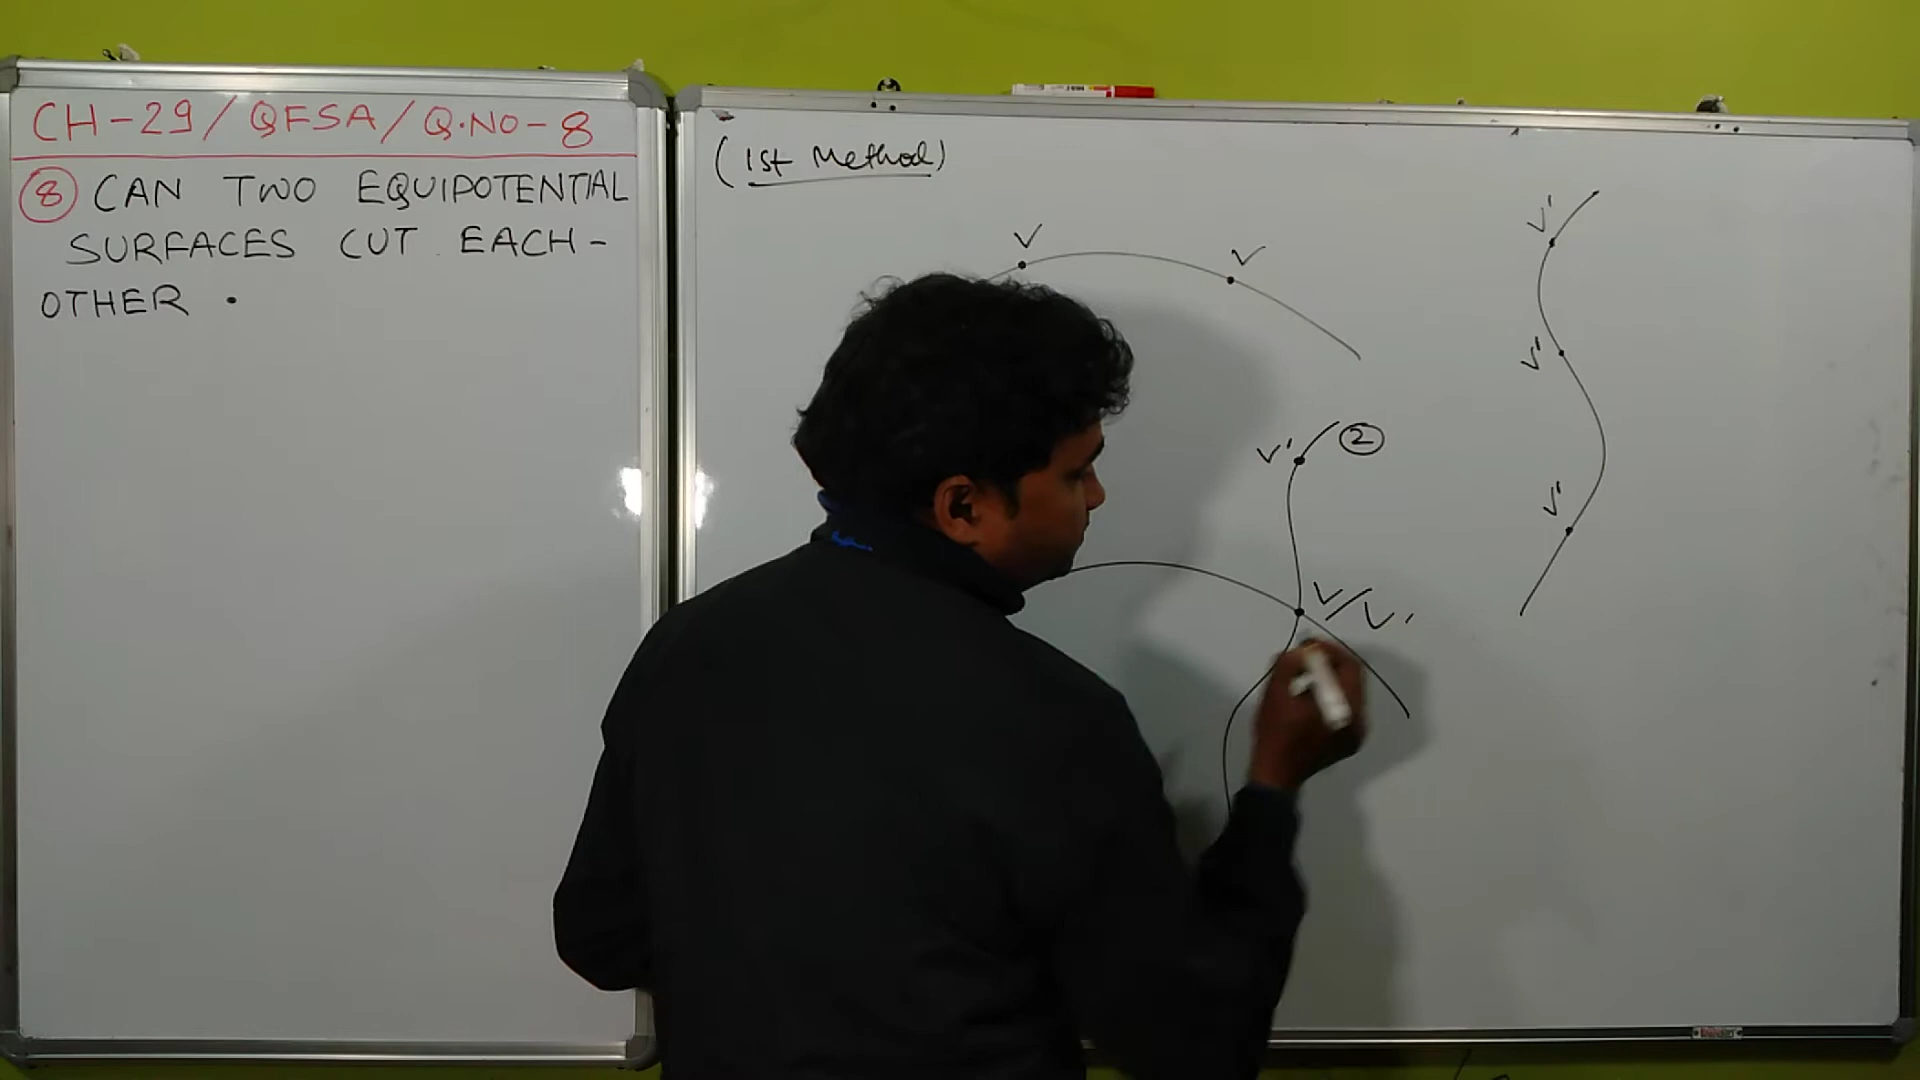 CH-29/QFSA/Q.NO-8
8 CAN TWO EQUIPOTENTIAL
SURFACES CUT EACH-
OTHER .
(1st Method)
V
V
V'
V'
V'
V'
2
V/V'